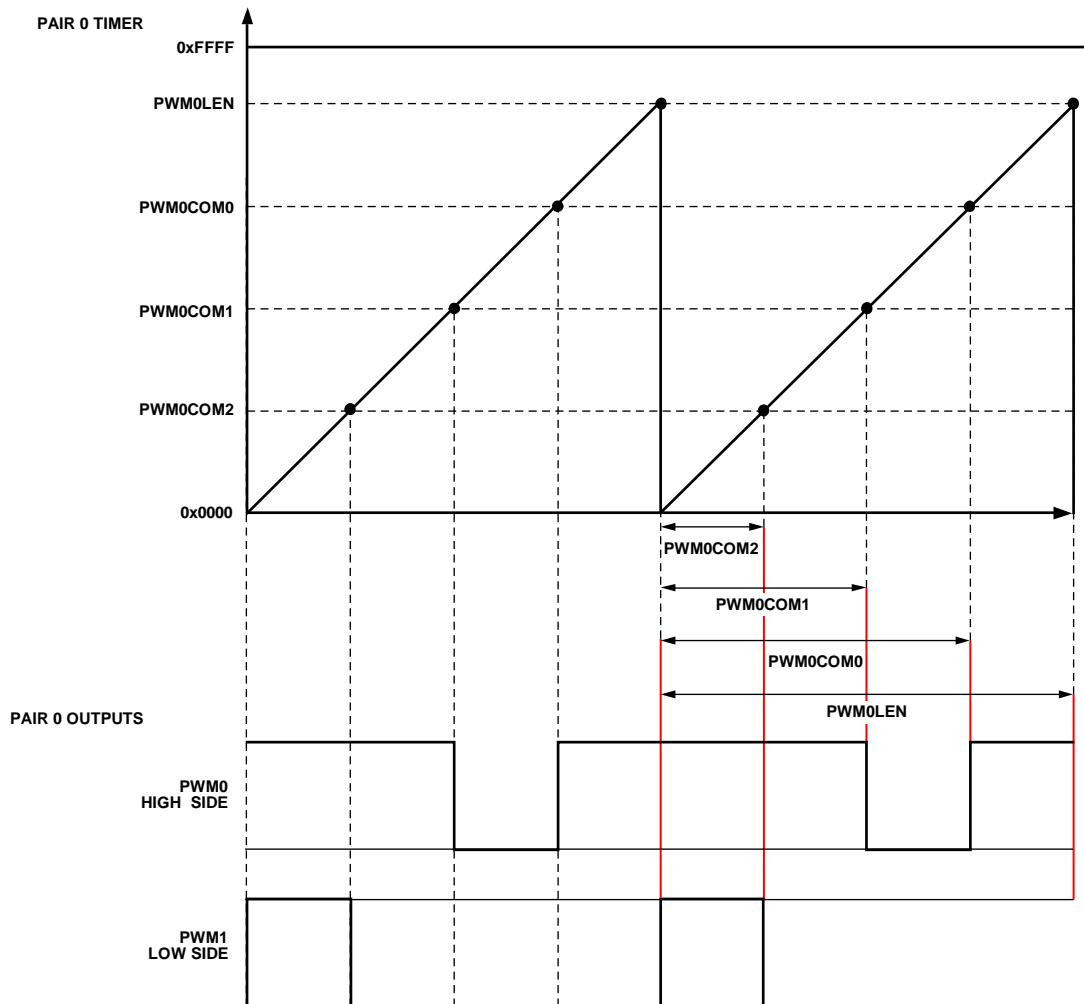 PAIR 0 TIMER
0xFFFF
PWM0LEN
PWM0COM0
PWM0COM1
PWM0COM2
0x0000
PWM0COM2
PWM0COM1
PWM0COM0
PWM0LEN
PAIR 0 OUTPUTS
PWM0
HIGH SIDE
PWM1
LOW SIDE